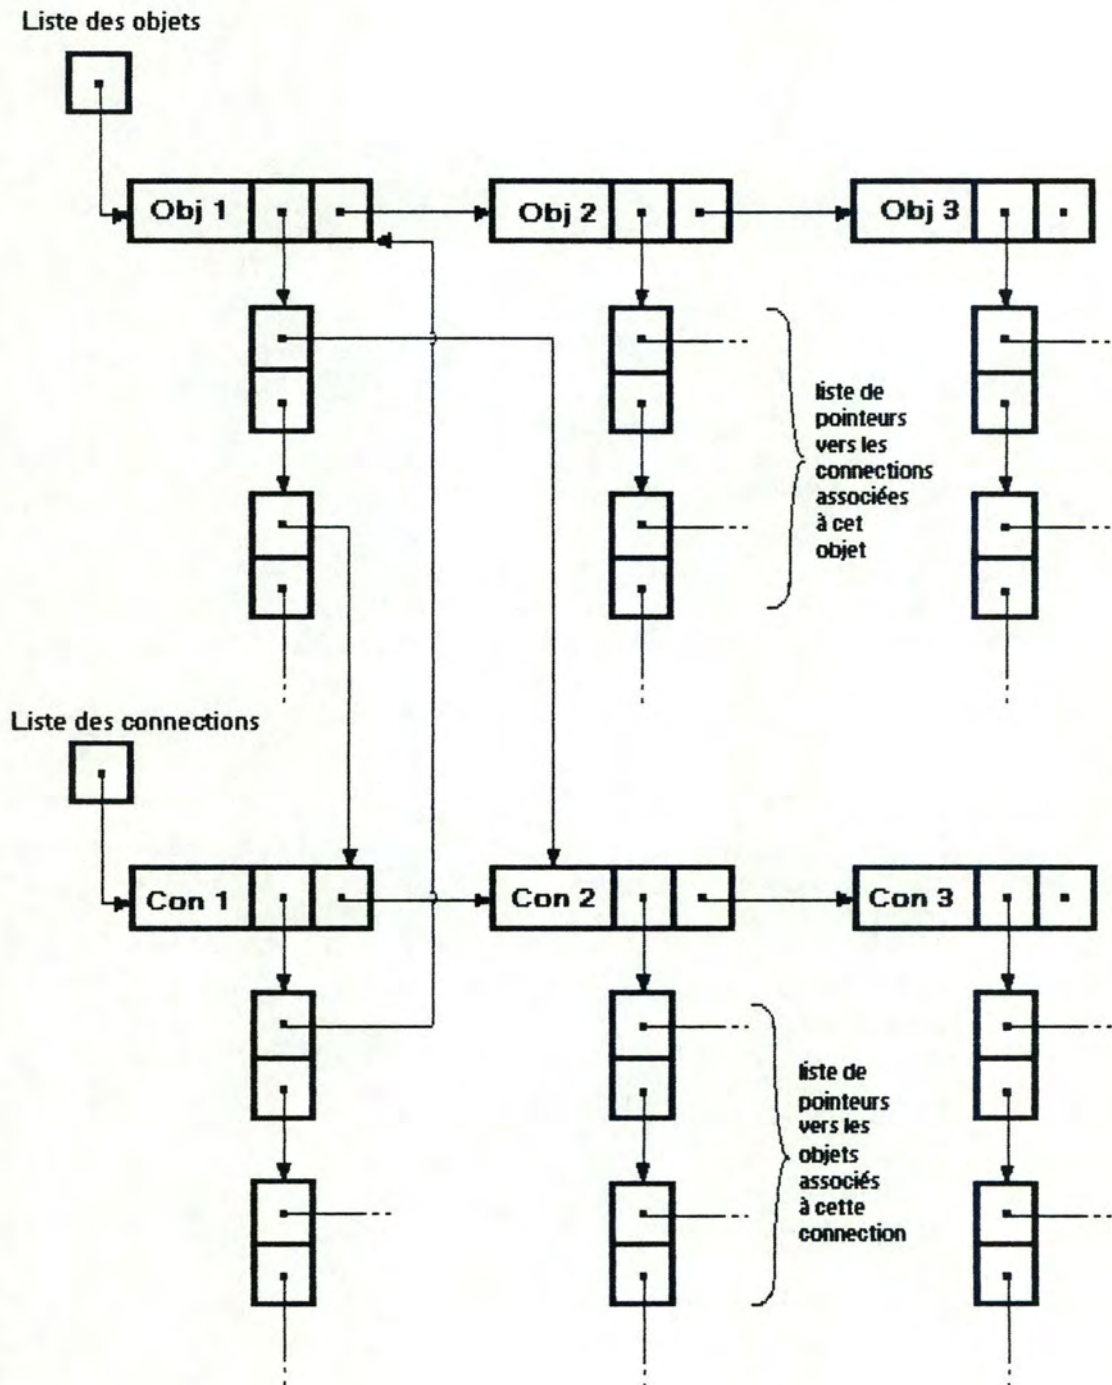 Liste des objets
Obj 1
Obj 2
Obj 3
liste de
pointeurs
vers les
connections
associées
à cet
objet
Liste des connections
Con 1
Con 2
Con 3
liste de
pointeurs
vers les
objets
associés
à cette
connection